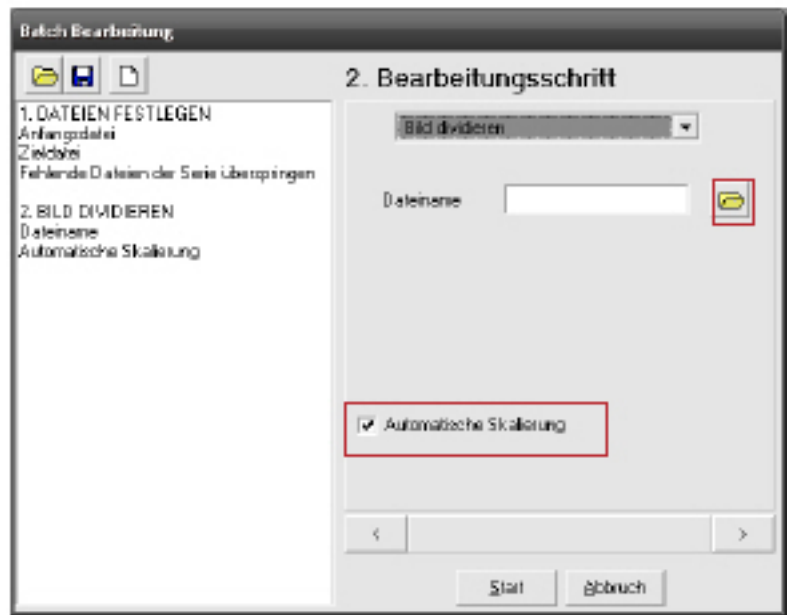 Batch Bearbeitung
2. Bearbeitungsschritt
1. DATEIEN FESTLEGEN
Anfangsdatei
Zieldatei
Fehlende Dateien der Serie überspringen
2. BILD DIVIDIEREN
Dateiname
Automatische Skalierung
Bild dividieren
Dateiname
Automatische Skalierung
<
>
Start
Abbruch